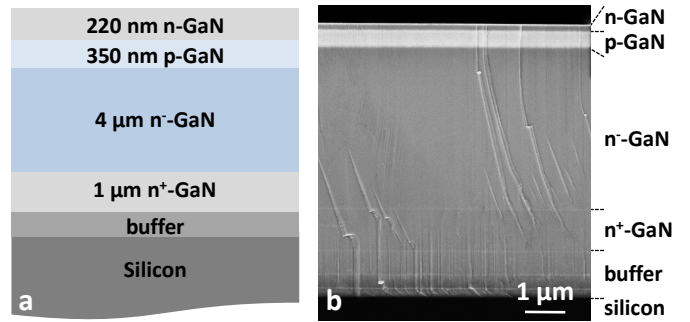 220 nm n-GaN
350 nm p-GaN
4 µm n⁻-GaN
1 µm n⁺-GaN
buffer
Silicon
a
n-GaN
p-GaN
n⁻-GaN
n⁺-GaN
buffer
silicon
1 µm
b